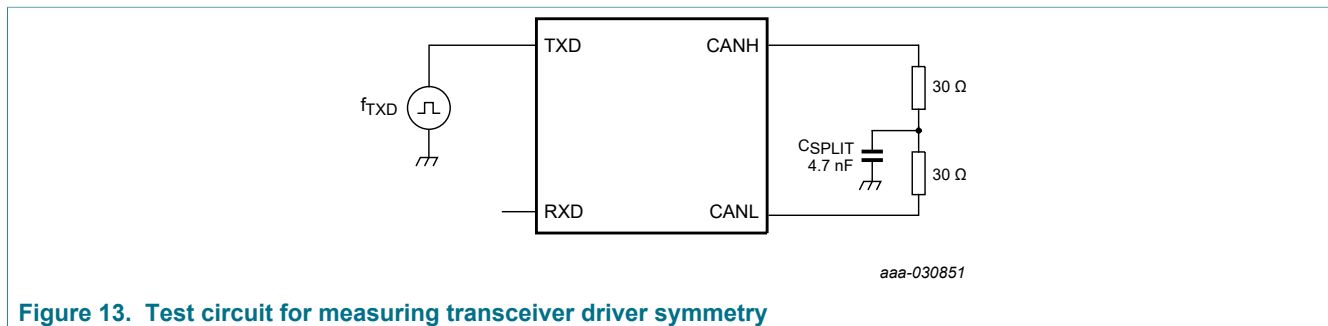 TXD
CANH
30 Ω
fTXD
CSPLIT
4.7 nF
30 Ω
RXD
CANL
aaa-030851
Figure 13. Test circuit for measuring transceiver driver symmetry